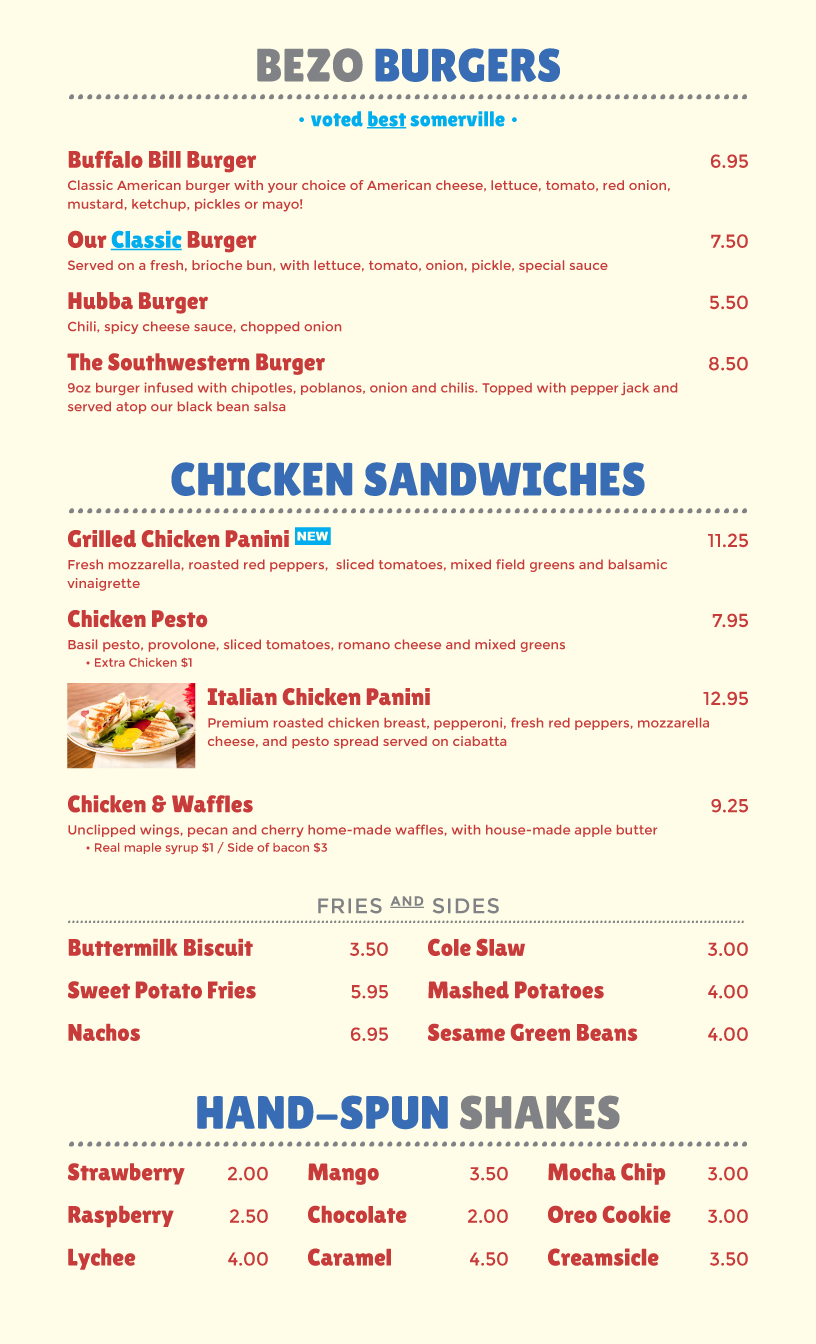 BEZO BURGERS
• voted best somerville •
Buffalo Bill Burger 6.95
Classic American burger with your choice of American cheese, lettuce, tomato, red onion,
mustard, ketchup, pickles or mayo!
Our Classic Burger 7.50
Served on a fresh, brioche bun, with lettuce, tomato, onion, pickle, special sauce
Hubba Burger 5.50
Chili, spicy cheese sauce, chopped onion
The Southwestern Burger 8.50
9oz burger infused with chipotles, poblanos, onion and chilis. Topped with pepper jack and
served atop our black bean salsa
CHICKEN SANDWICHES
Grilled Chicken Panini NEW 11.25
Fresh mozzarella, roasted red peppers, sliced tomatoes, mixed field greens and balsamic
vinaigrette
Chicken Pesto 7.95
Basil pesto, provolone, sliced tomatoes, romano cheese and mixed greens
• Extra Chicken $1
Italian Chicken Panini 12.95
Premium roasted chicken breast, pepperoni, fresh red peppers, mozzarella
cheese, and pesto spread served on ciabatta
Chicken & Waffles 9.25
Unclipped wings, pecan and cherry home-made waffles, with house-made apple butter
• Real maple syrup $1 / Side of bacon $3
FRIES AND SIDES
Buttermilk Biscuit 3.50 Cole Slaw 3.00
Sweet Potato Fries 5.95 Mashed Potatoes 4.00
Nachos 6.95 Sesame Green Beans 4.00
HAND-SPUN SHAKES
Strawberry 2.00 Mango 3.50 Mocha Chip 3.00
Raspberry 2.50 Chocolate 2.00 Oreo Cookie 3.00
Lychee 4.00 Caramel 4.50 Creamsicle 3.50